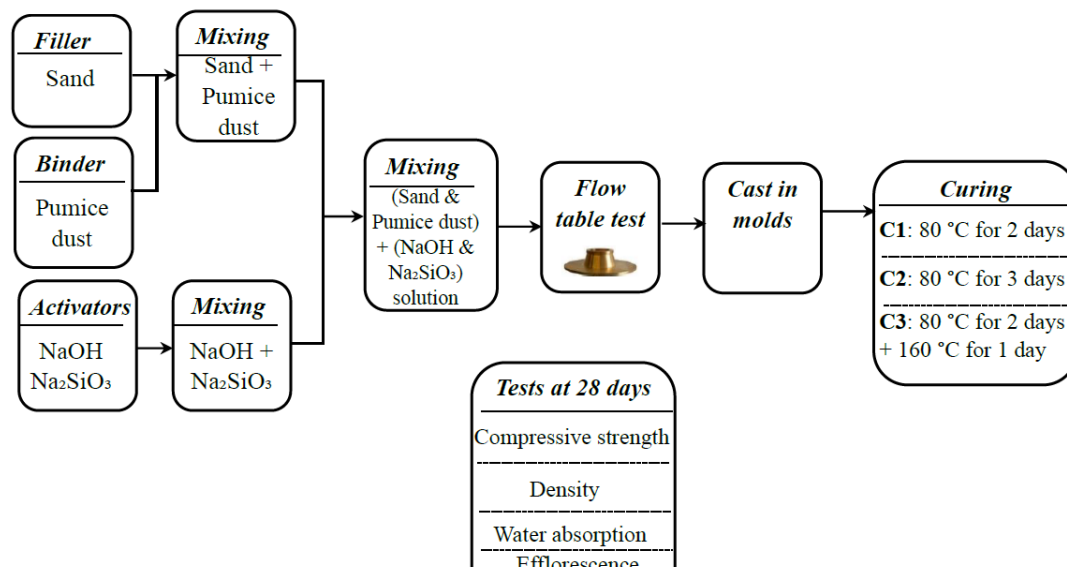 Filler
Sand
Binder
Pumice
dust
Activators
NaOH
Na₂SiO₃
Mixing
Sand +
Pumice
dust
Mixing
NaOH +
Na₂SiO₃
Mixing
(Sand &
Pumice dust)
+ (NaOH &
Na₂SiO₃)
solution
Flow
table test
Cast in
molds
Curing
C1: 80 °C for 2 days
C2: 80 °C for 3 days
C3: 80 °C for 2 days
+ 160 °C for 1 day
Tests at 28 days
Compressive strength
Density
Water absorption
Efflorescence